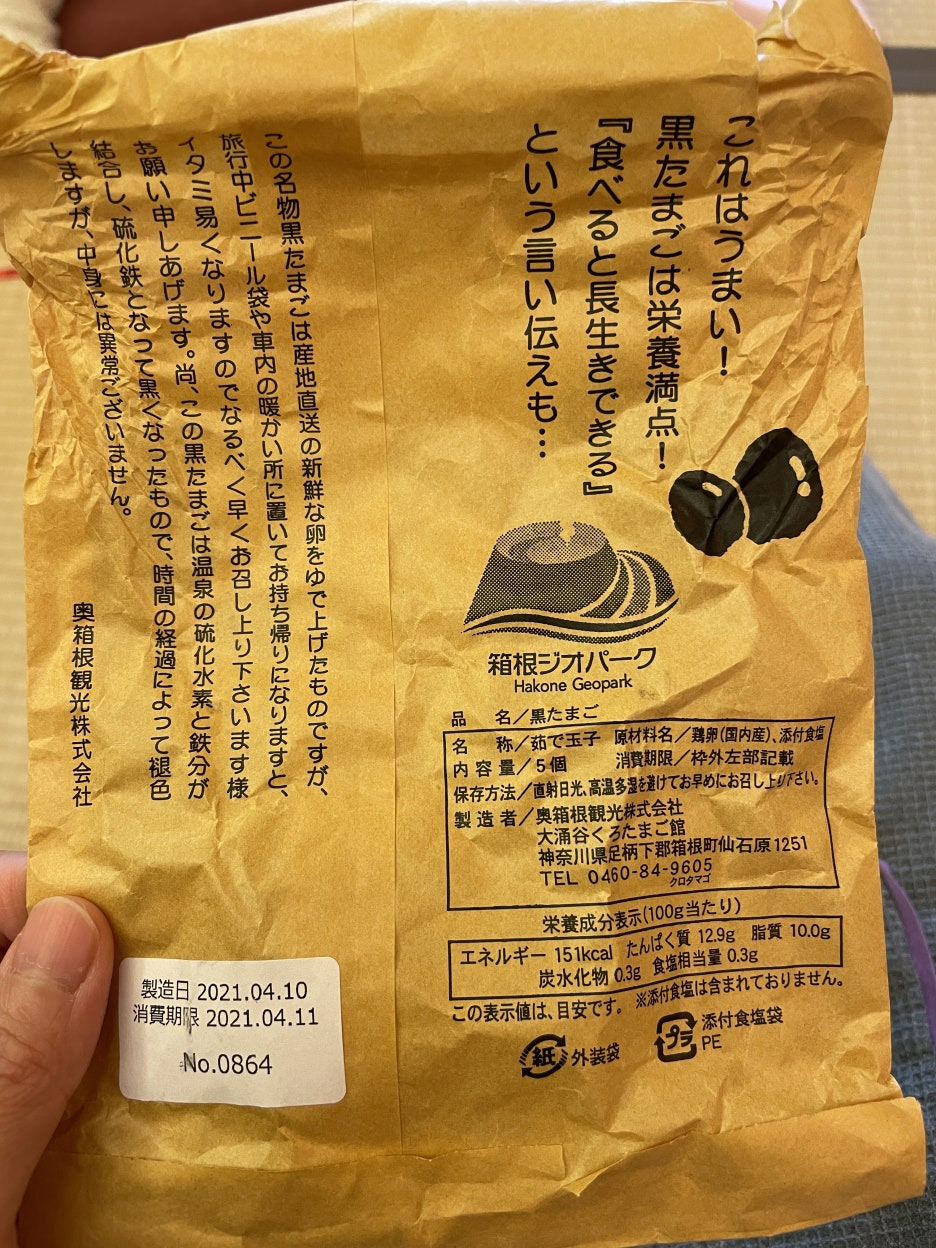 これはうまい！
黒たまごは栄養満点！
『食べると長生きできる』
という言い伝えも…
この名物黒たまごは産地直送の新鮮な卵をゆで上げたものですが、
旅行中ビニール袋や車内の暖かい所に置いてお持ち帰りになりますと、
イタミ易くなりますのでなるべく早くお召し上り下さいます様
お願い申しあげます。尚、この黒たまごは温泉の硫化水素と鉄分が
結合し、硫化鉄となって黒くなったもので、時間の経過によって褪色
しますが、中身には異常ございません。
奥箱根観光株式会社
箱根ジオパーク
Hakone Geopark
品　名／黒たまご
名　称／茹で玉子　原材料名／鶏卵（国内産）、添付食塩
内容量／5個　消費期限／枠外左部記載
保存方法／直射日光、高温多湿を避けてお早めにお召し上り下さい。
製造者／奥箱根観光株式会社
大涌谷くろたまご館
神奈川県足柄下郡箱根町仙石原1251
TEL 0460-84-9605
クロタマゴ
栄養成分表示（100g当たり）
エネルギー 151kcal たんぱく質 12.9g 脂質 10.0g
炭水化物 0.3g 食塩相当量 0.3g
この表示値は、目安です。 ※添付食塩は含まれておりません。
紙 外装袋
プラ 添付食塩袋
PE
製造日 2021.04.10
消費期限 2021.04.11
No.0864